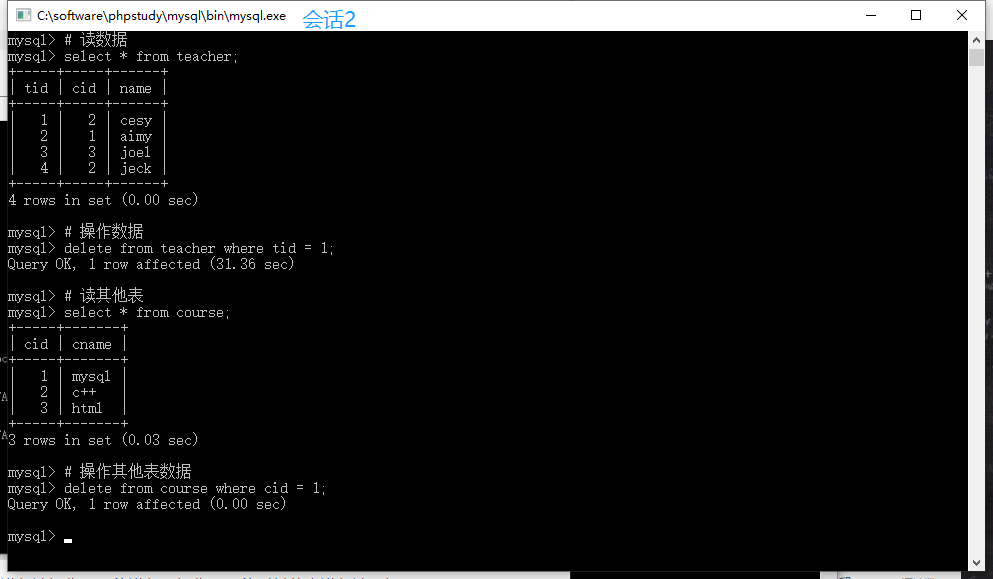 C:\software\phpstudy\mysql\bin\mysql.exe 会话2
mysql> # 读数据
mysql> select * from teacher;
+-----+-----+------+
| tid | cid | name |
+-----+-----+------+
|   1 |   2 | cesy |
|   2 |   1 | aimy |
|   3 |   3 | joel |
|   4 |   2 | jeck |
+-----+-----+------+
4 rows in set (0.00 sec)
mysql> # 操作数据
mysql> delete from teacher where tid = 1;
Query OK, 1 row affected (31.36 sec)
mysql> # 读其他表
mysql> select * from course;
+-----+-------+
| cid | cname |
+-----+-------+
|   1 | mysql |
|   2 | c++   |
|   3 | html  |
+-----+-------+
3 rows in set (0.03 sec)
mysql> # 操作其他表数据
mysql> delete from course where cid = 1;
Query OK, 1 row affected (0.00 sec)
mysql>